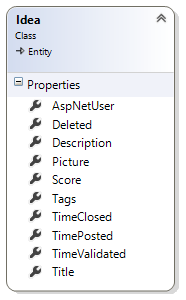 Idea
Class
Entity
Properties
AspNetUser
Deleted
Description
Picture
Score
Tags
TimeClosed
TimePosted
TimeValidated
Title